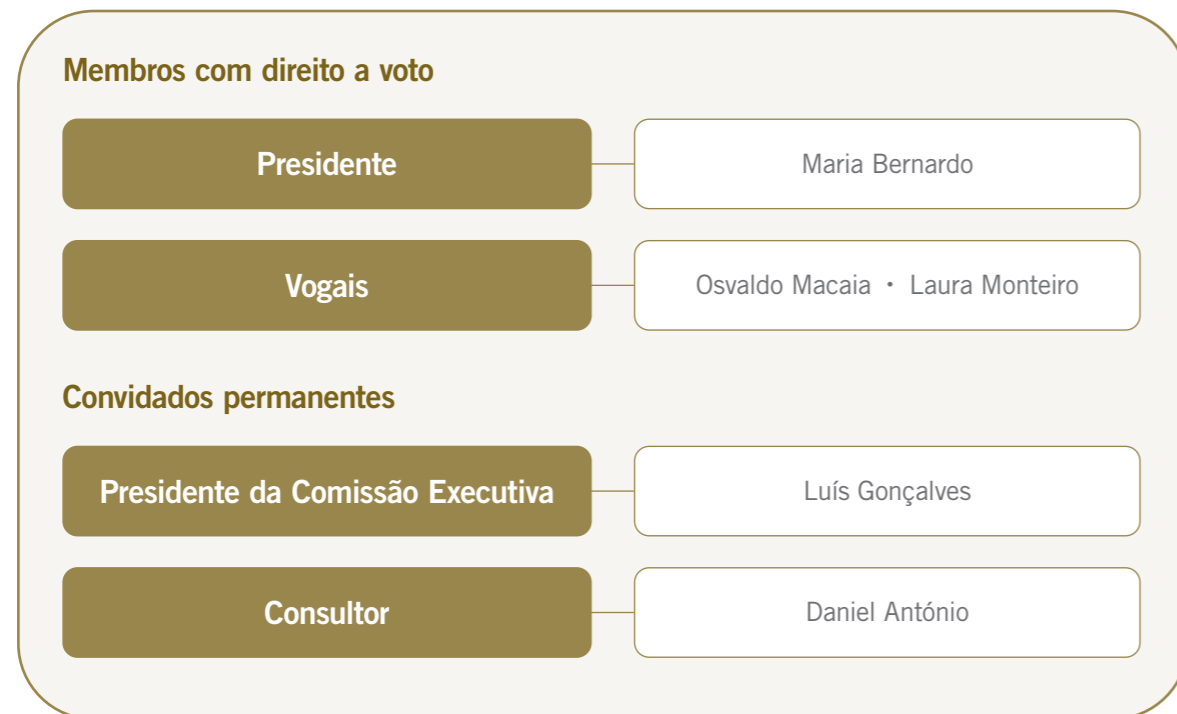 Membros com direito a voto
Presidente
Maria Bernardo
Vogais
Osvaldo Macaia • Laura Monteiro
Convidados permanentes
Presidente da Comissão Executiva
Luís Gonçalves
Consultor
Daniel António